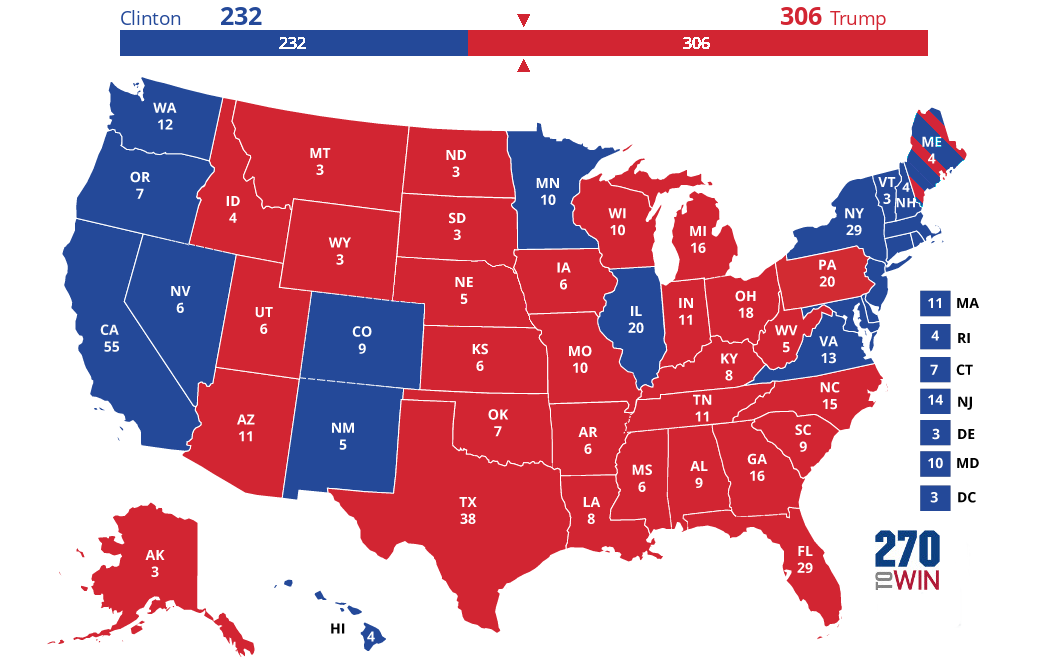 Clinton 232 306 Trump
232 306
WA
12
OR
7
CA
55
NV
6
ID
4
MT
3
WY
3
UT
6
AZ
11
CO
9
NM
5
ND
3
SD
3
NE
5
KS
6
OK
7
TX
38
MN
10
IA
6
MO
10
AR
6
LA
8
WI
10
IL
20
MI
16
IN
11
OH
18
KY
8
TN
11
MS
6
AL
9
GA
16
FL
29
SC
9
NC
15
VA
13
WV
5
PA
20
NY
29
VT
3
4
NH
ME
4
11 MA
4 RI
7 CT
14 NJ
3 DE
10 MD
3 DC
AK
3
HI
4
270
TO WIN